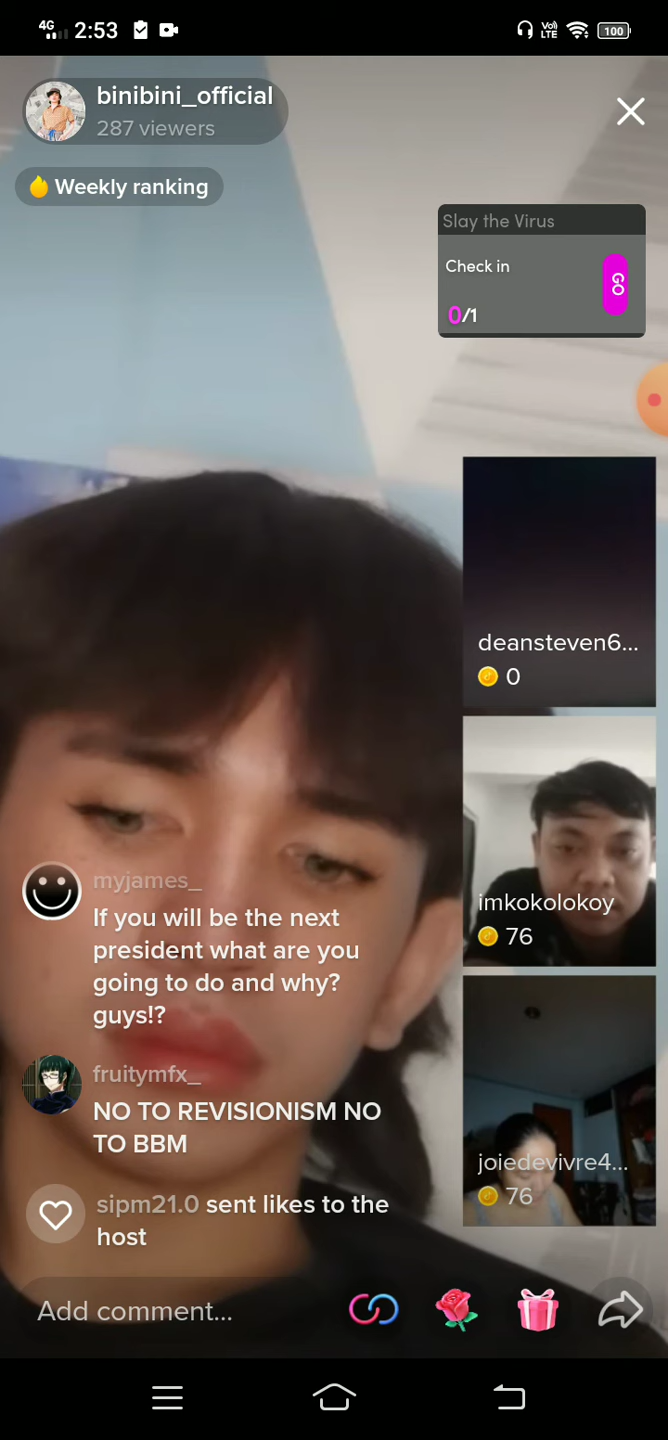 4G 2:53 Vo) LTE 100
binibini_official
287 viewers
Weekly ranking
Slay the Virus
Check in
GO
0/1
deansteven6...
0
imkokolokoy
76
joiedevivre4...
76
myjames_
If you will be the next
president what are you
going to do and why?
guys!?
fruitymfx_
NO TO REVISIONISM NO
TO BBM
sipm21.0 sent likes to the
host
Add comment...